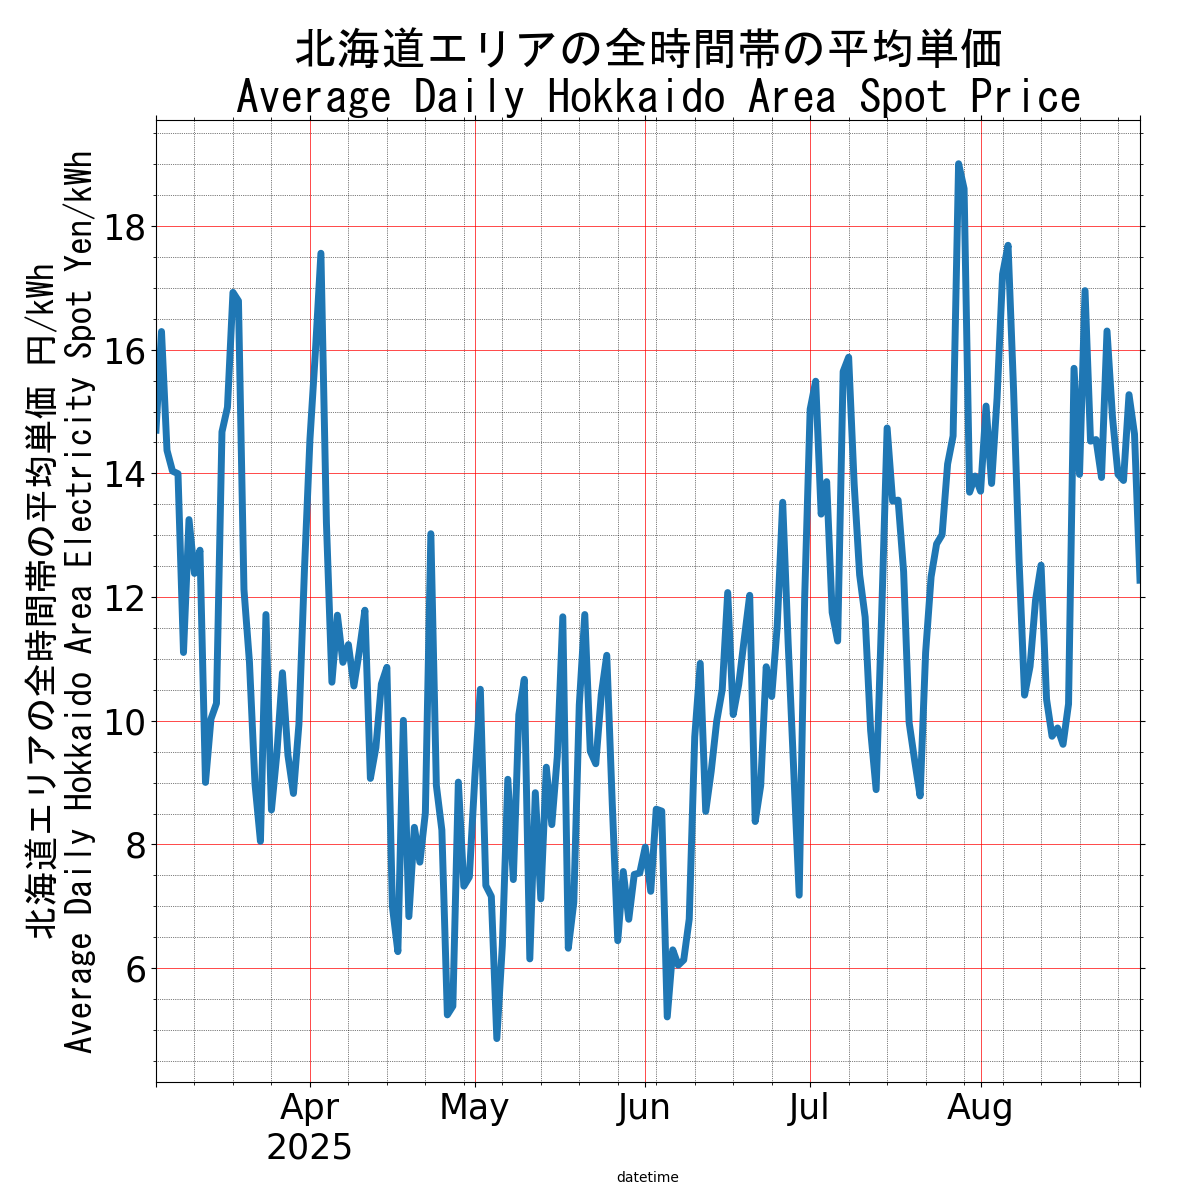 北海道エリアの全時間帯の平均単価
Average Daily Hokkaido Area Spot Price
北海道エリアの全時間帯の平均単価 円/kWh
Average Daily Hokkaido Area Electricity Spot Yen/kWh
18
16
14
12
10
8
6
Apr
2025
May
Jun
Jul
Aug
datetime